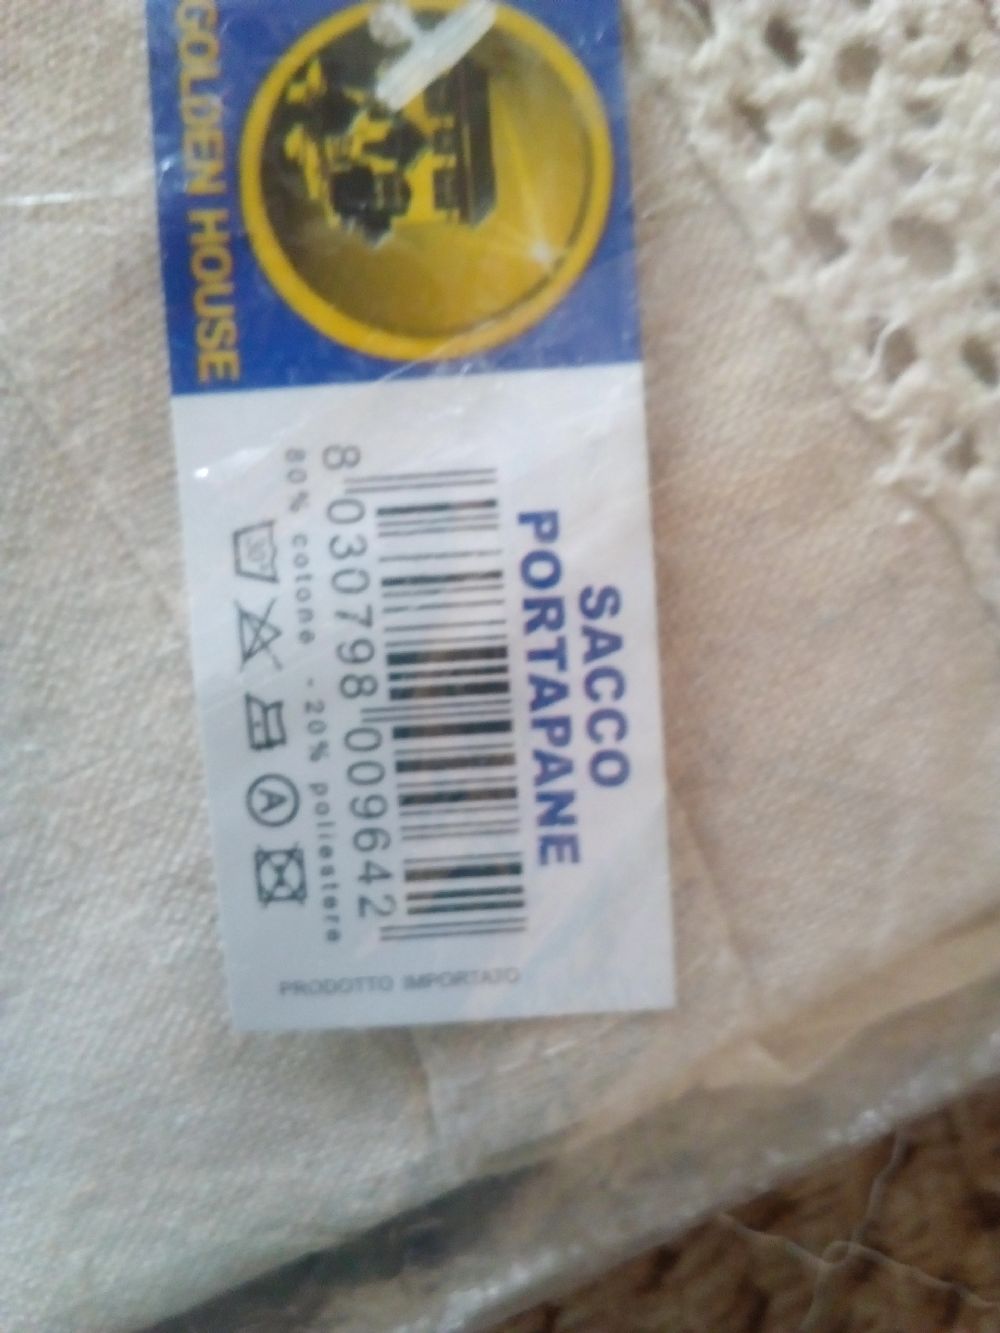 GOLDEN HOUSE
SACCO
PORTAPANE
8 030798 009642
80% cotone - 20% poliestere
30°
A
PRODOTTO IMPORTATO